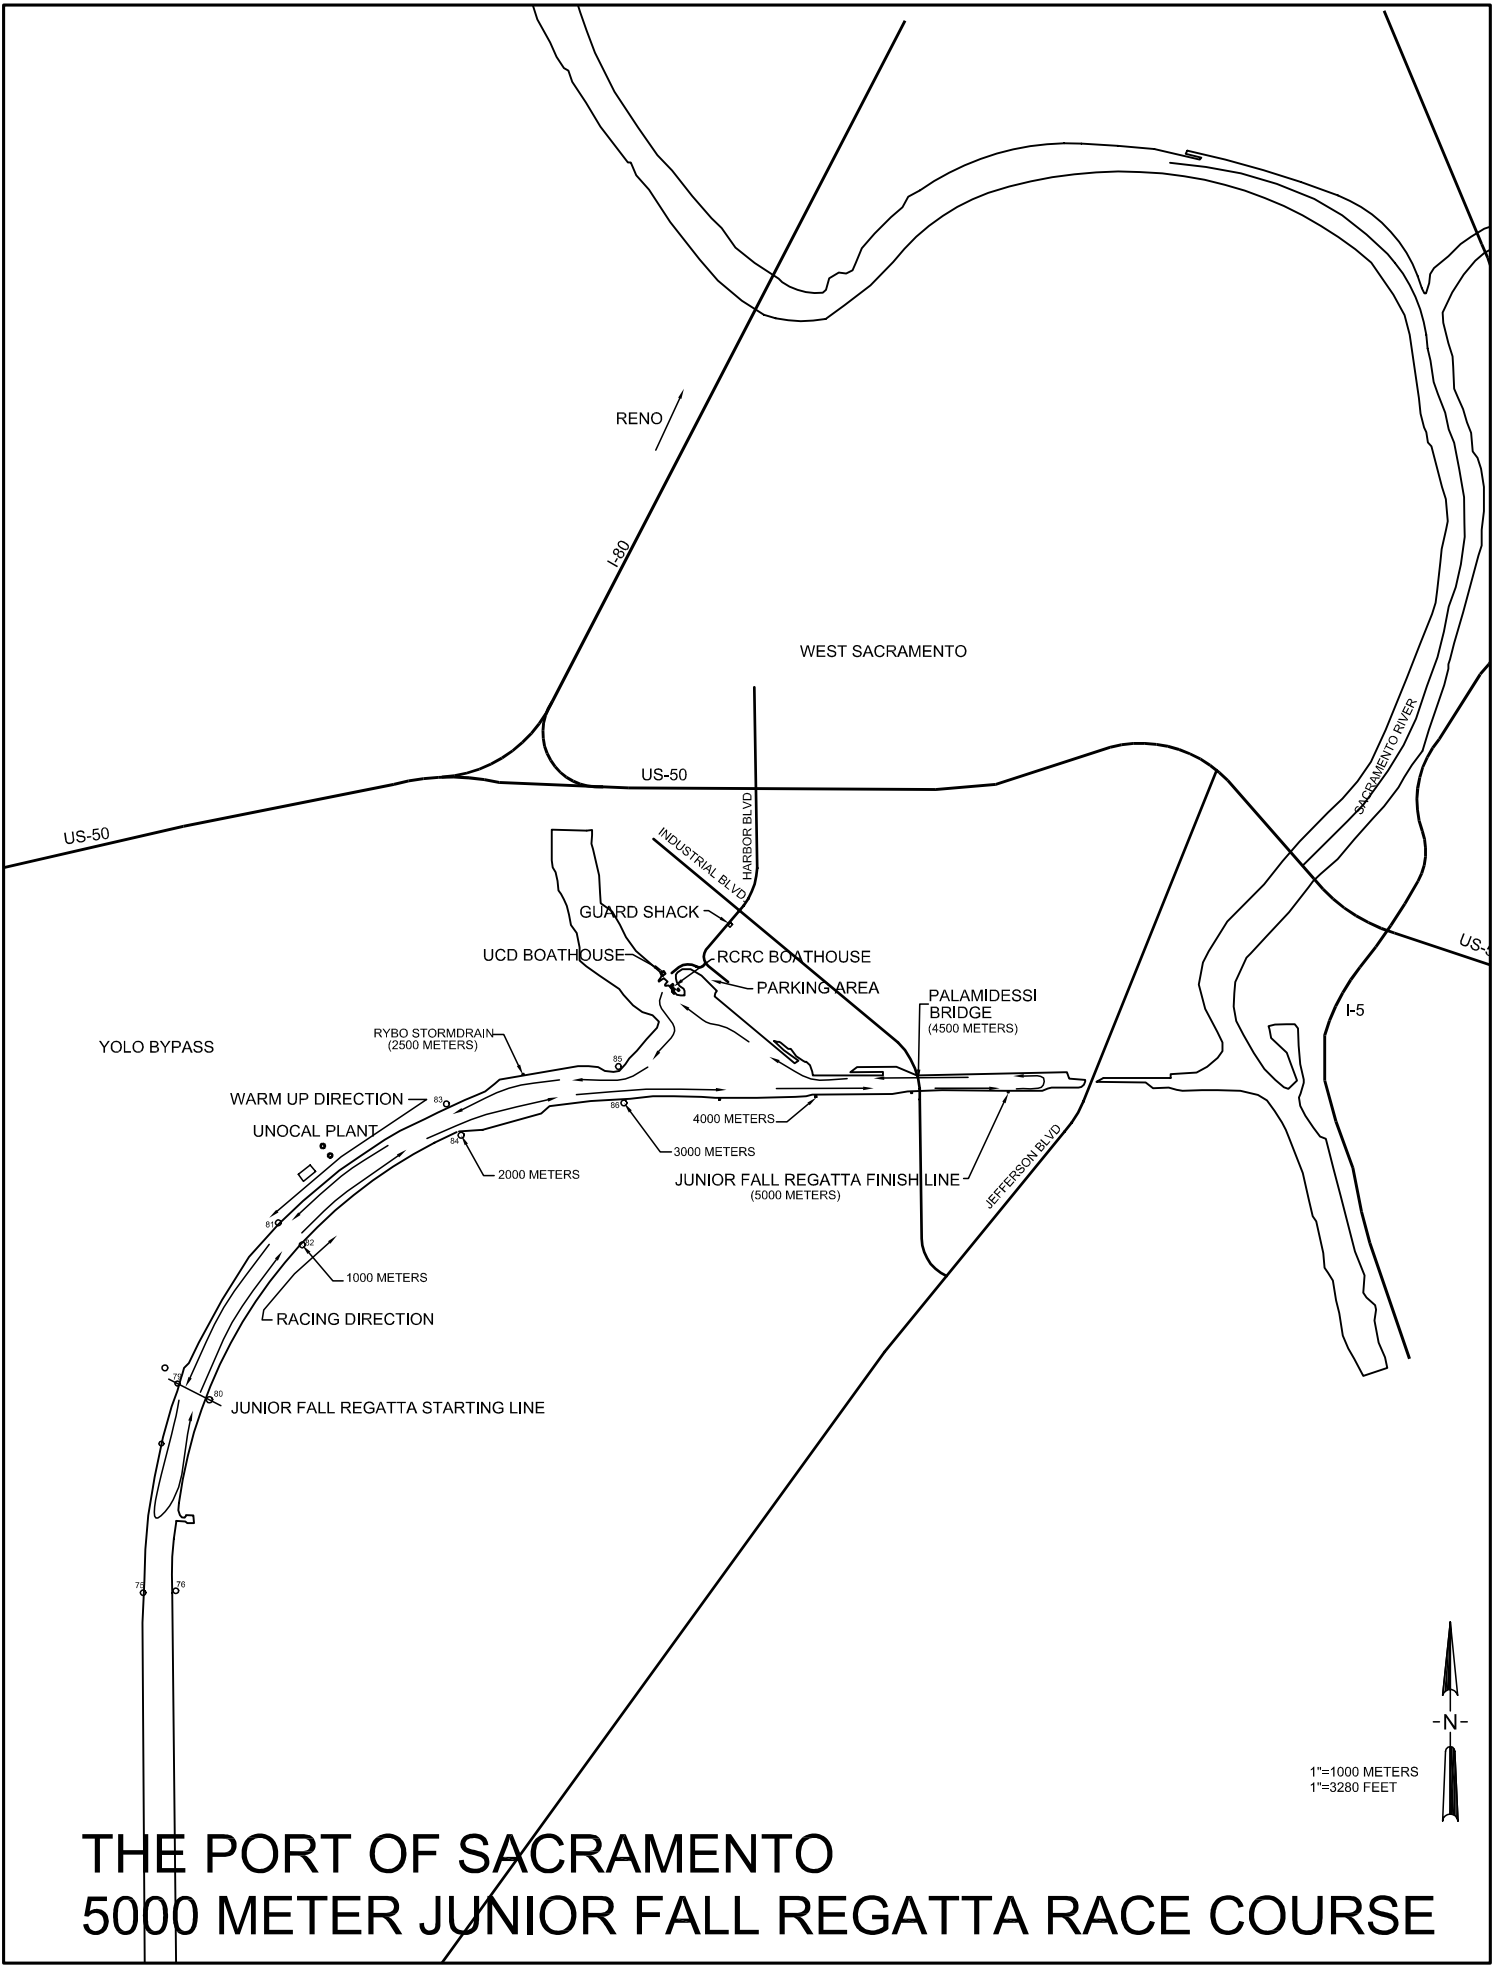 RENO
I-80
WEST SACRAMENTO
SACRAMENTO RIVER
US-50
US-50
HARBOR BLVD
INDUSTRIAL BLVD.
GUARD SHACK
UCD BOATHOUSE
RCRC BOATHOUSE
PARKING AREA
PALAMIDESSI
BRIDGE
(4500 METERS)
US-5
I-5
YOLO BYPASS
RYBO STORMDRAIN
(2500 METERS)
85
WARM UP DIRECTION
83
86
4000 METERS
UNOCAL PLANT
84
3000 METERS
2000 METERS
JUNIOR FALL REGATTA FINISH LINE
(5000 METERS)
JEFFERSON BLVD
81
82
1000 METERS
RACING DIRECTION
79
80
JUNIOR FALL REGATTA STARTING LINE
75
76
-N-
1"=1000 METERS
1"=3280 FEET
THE PORT OF SACRAMENTO
5000 METER JUNIOR FALL REGATTA RACE COURSE